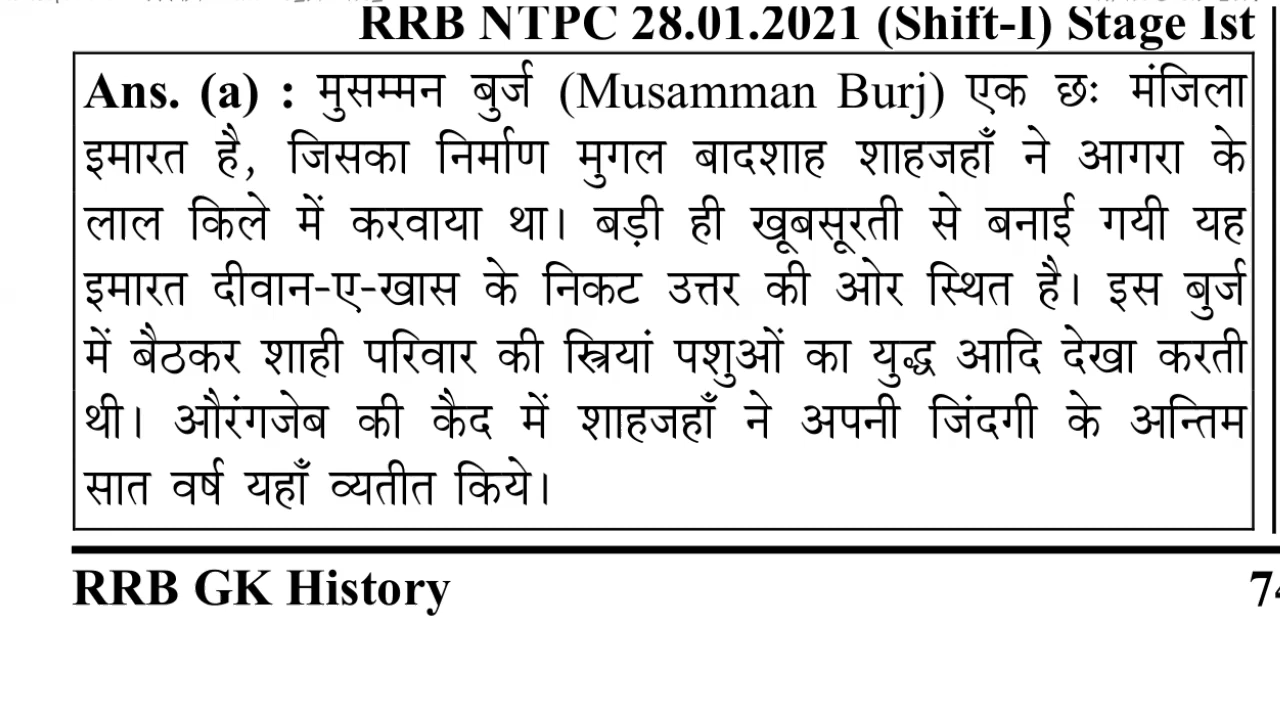 RRB NTPC 28.01.2021 (Shift-I) Stage Ist
Ans. (a) : मुसम्मन बुर्ज (Musamman Burj) एक छः मंजिला
इमारत है, जिसका निर्माण मुगल बादशाह शाहजहाँ ने आगरा के
लाल किले में करवाया था। बड़ी ही खूबसूरती से बनाई गयी यह
इमारत दीवान-ए-खास के निकट उत्तर की ओर स्थित है। इस बुर्ज
में बैठकर शाही परिवार की स्त्रियां पशुओं का युद्ध आदि देखा करती
थी। औरंगजेब की कैद में शाहजहाँ ने अपनी जिंदगी के अन्तिम
सात वर्ष यहाँ व्यतीत किये।
RRB GK History